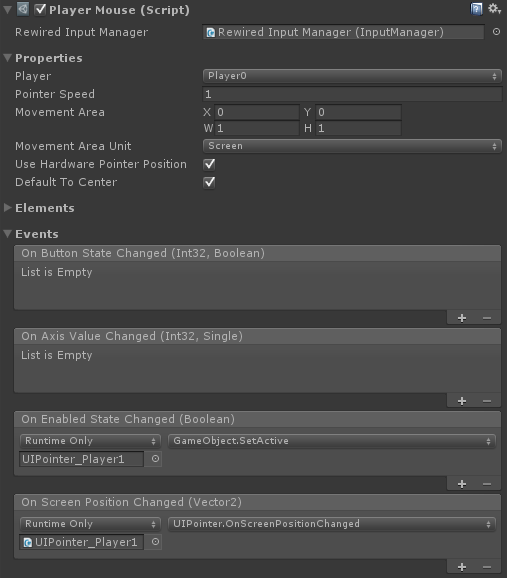 Player Mouse (Script)
Rewired Input Manager Rewired Input Manager (InputManager)
Properties
Player Player0
Pointer Speed 1
Movement Area X 0 Y 0
W 1 H 1
Movement Area Unit Screen
Use Hardware Pointer Position
Default To Center
Elements
Events
On Button State Changed (Int32, Boolean)
List is Empty
On Axis Value Changed (Int32, Single)
List is Empty
On Enabled State Changed (Boolean)
Runtime Only GameObject.SetActive
UIPointer_Player1
On Screen Position Changed (Vector2)
Runtime Only UIPointer.OnScreenPositionChanged
UIPointer_Player1